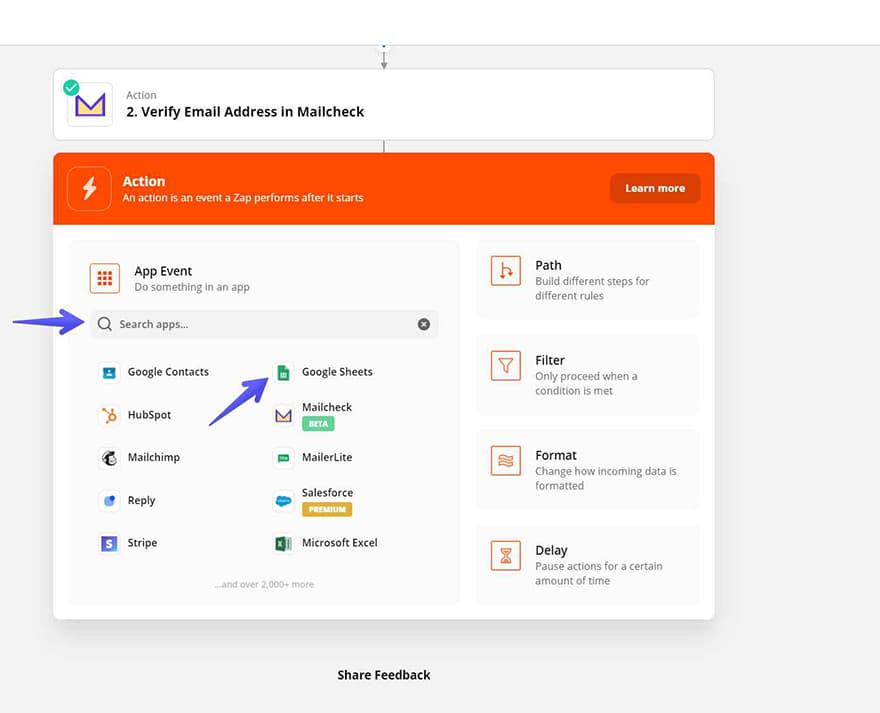 Action
2. Verify Email Address in Mailcheck
Action
An action is an event a Zap performs after it starts
Learn more
App Event
Do something in an app
Search apps...
Google Contacts
Google Sheets
HubSpot
Mailcheck
BETA
Mailchimp
MailerLite
Reply
Salesforce
PREMIUM
Stripe
Microsoft Excel
...and over 2,000+ more
Path
Build different steps for
different rules
Filter
Only proceed when a
condition is met
Format
Change how incoming data is
formatted
Delay
Pause actions for a certain
amount of time
Share Feedback